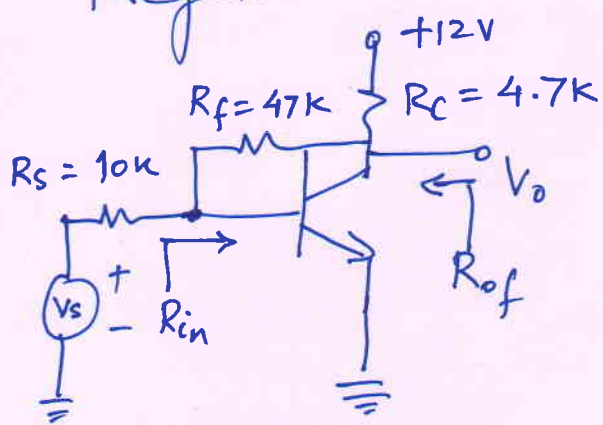 +12V
Rf = 47K
RC = 4.7K
Rs = 10K
Vo
Vs
+
-
Rin
Rof